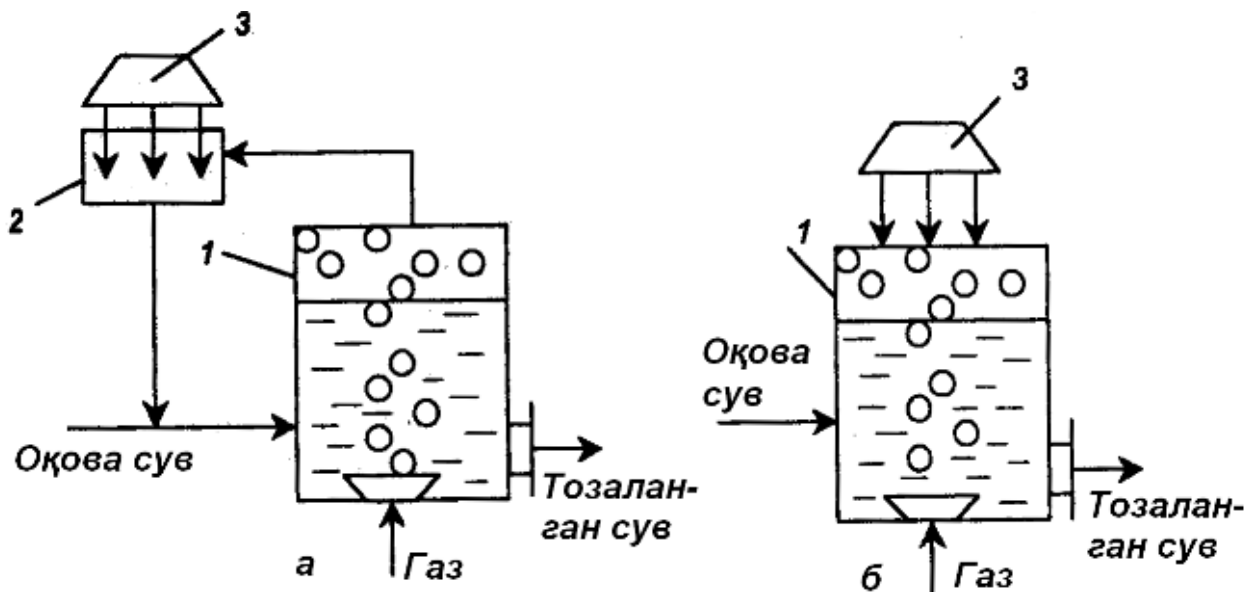 3
2
1
Оқова сув
Тозалан-
ган сув
а
Газ
3
1
Оқова
сув
Тозалан-
ган сув
б
Газ